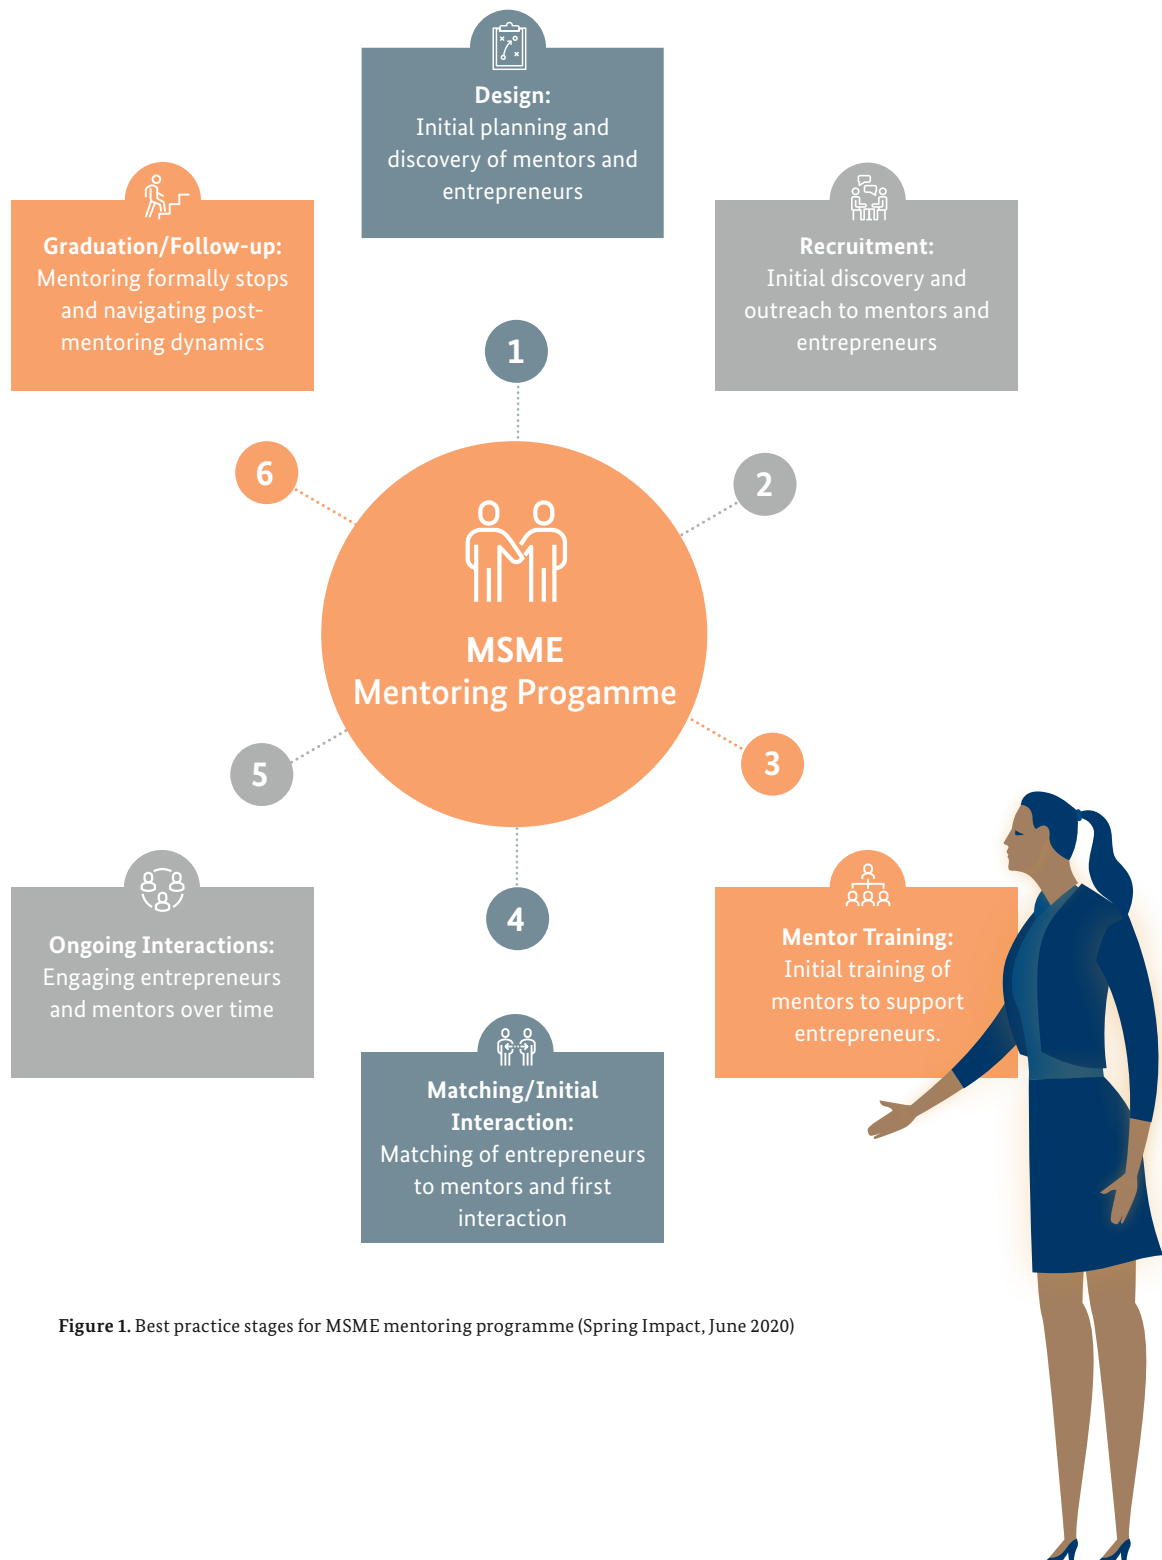 Design:
Initial planning and
discovery of mentors and
entrepreneurs
Graduation/Follow-up:
Mentoring formally stops
and navigating post-
mentoring dynamics
Recruitment:
Initial discovery and
outreach to mentors and
entrepreneurs
1
6
2
MSME
Mentoring Progamme
5
3
4
Ongoing Interactions:
Engaging entrepreneurs
and mentors over time
Mentor Training:
Initial training of
mentors to support
entrepreneurs.
Matching/Initial
Interaction:
Matching of entrepreneurs
to mentors and first
interaction
Figure 1. Best practice stages for MSME mentoring programme (Spring Impact, June 2020)